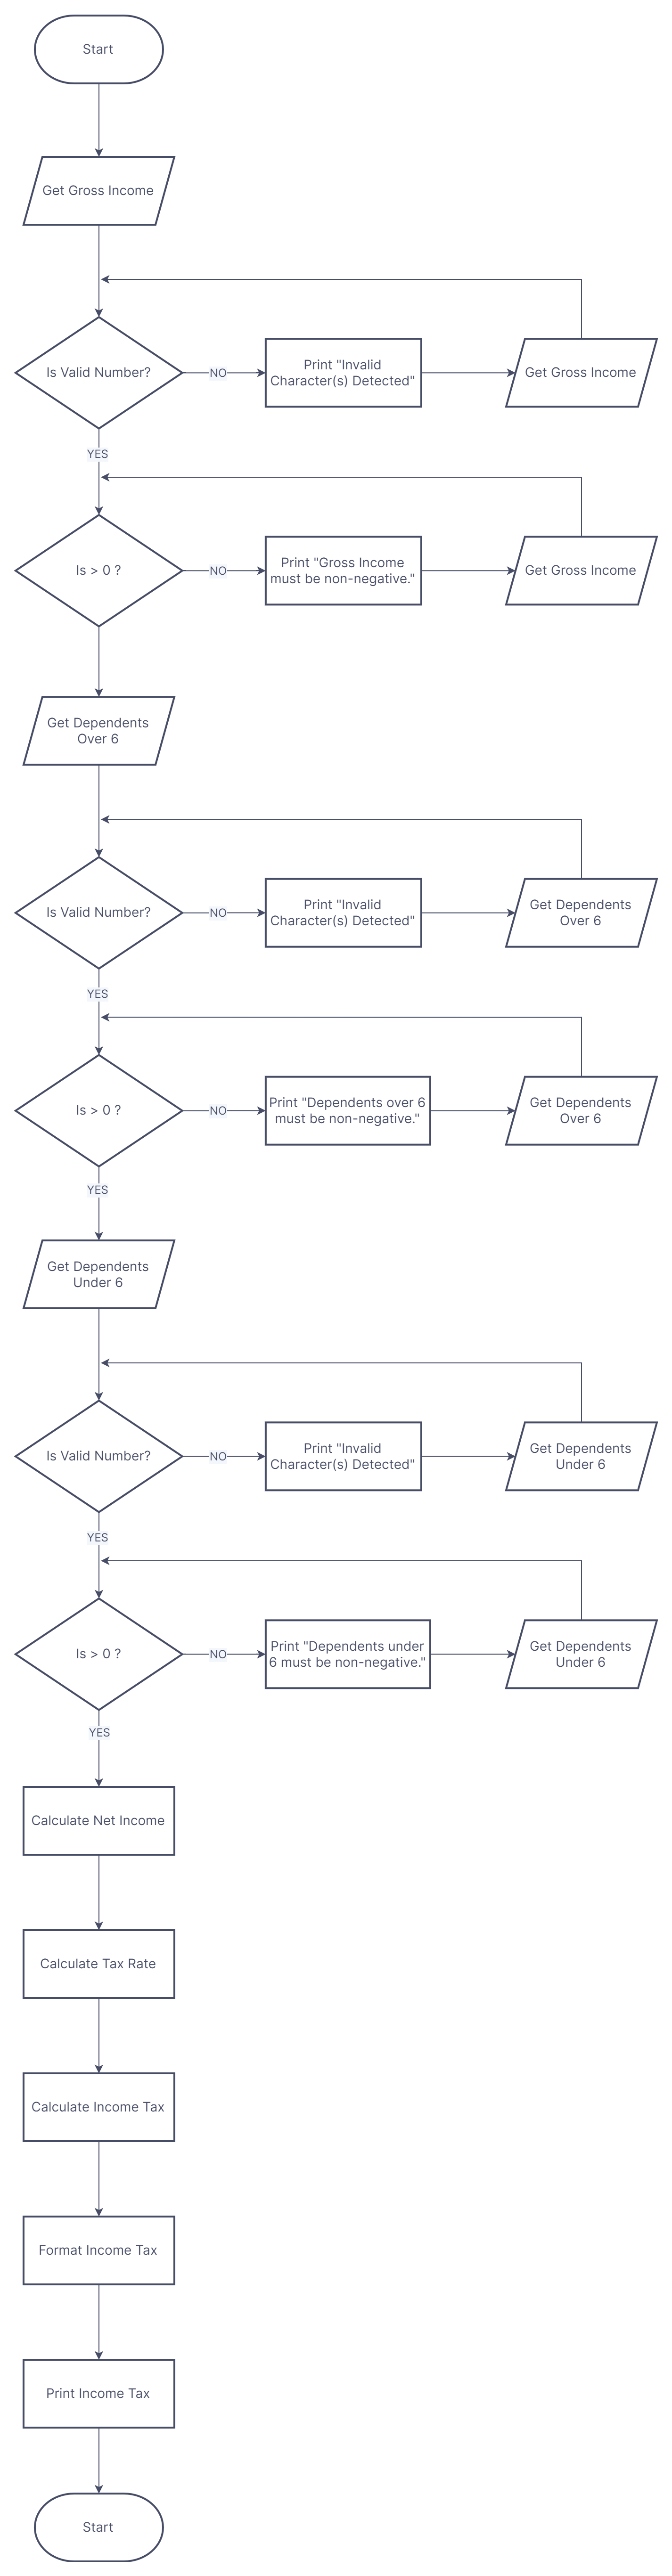 Start
Get Gross Income
Is Valid Number?
NO
Print "Invalid
Character(s) Detected"
Get Gross Income
YES
Is > 0 ?
NO
Print "Gross Income
must be non-negative."
Get Gross Income
Get Dependents
Over 6
Is Valid Number?
NO
Print "Invalid
Character(s) Detected"
Get Dependents
Over 6
YES
Is > 0 ?
NO
Print "Dependents over 6
must be non-negative."
Get Dependents
Over 6
YES
Get Dependents
Under 6
Is Valid Number?
NO
Print "Invalid
Character(s) Detected"
Get Dependents
Under 6
YES
Is > 0 ?
NO
Print "Dependents under
6 must be non-negative."
Get Dependents
Under 6
YES
Calculate Net Income
Calculate Tax Rate
Calculate Income Tax
Format Income Tax
Print Income Tax
Start